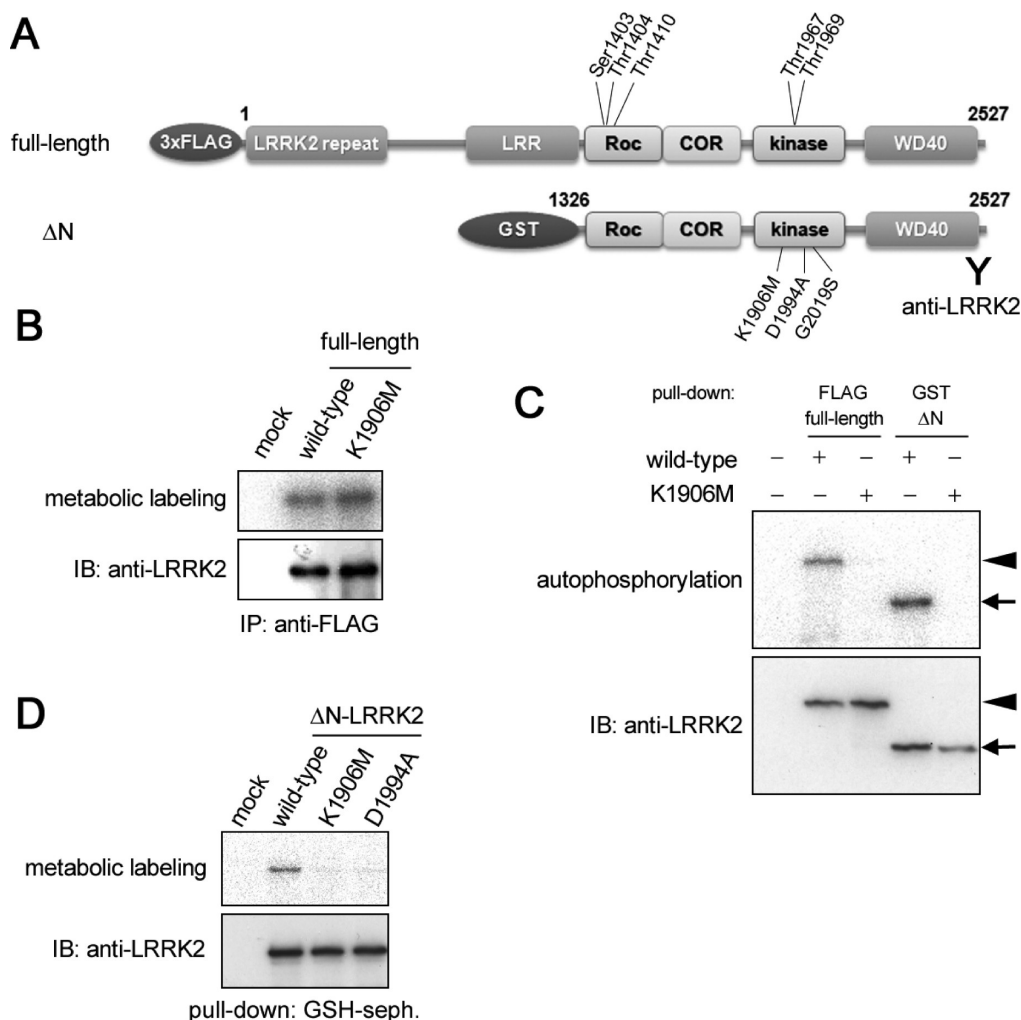 A
Ser1403
Thr1404
Thr1410
Thr1967
Thr1969
1
2527
full-length
3xFLAG
LRRK2 repeat
LRR
Roc
COR
kinase
WD40
1326
2527
ΔN
GST
Roc
COR
kinase
WD40
K1906M
D1994A
G2019S
Y
anti-LRRK2
B
full-length
mock
wild-type
K1906M
metabolic labeling
IB: anti-LRRK2
IP: anti-FLAG
C
pull-down:
FLAG
full-length
GST
ΔN
wild-type – + – + –
K1906M – – + – +
autophosphorylation
IB: anti-LRRK2
D
ΔN-LRRK2
mock
wild-type
K1906M
D1994A
metabolic labeling
IB: anti-LRRK2
pull-down: GSH-seph.